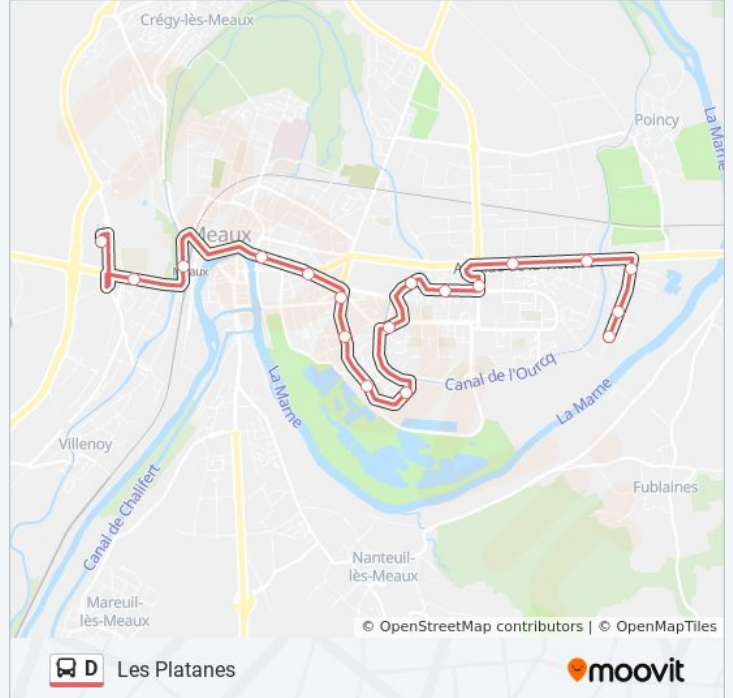 Crégy-lès-Meaux
Poincy
La Marne
Meaux
Canal de l'Ourcq
La Marne
La Marne
Villenoy
Canal de Chalifert
Fublaines
Nanteuil-
lès-Meaux
Mareuil-
lès-Meaux
© OpenStreetMap contributors | © OpenMapTiles
D Les Platanes
moovit